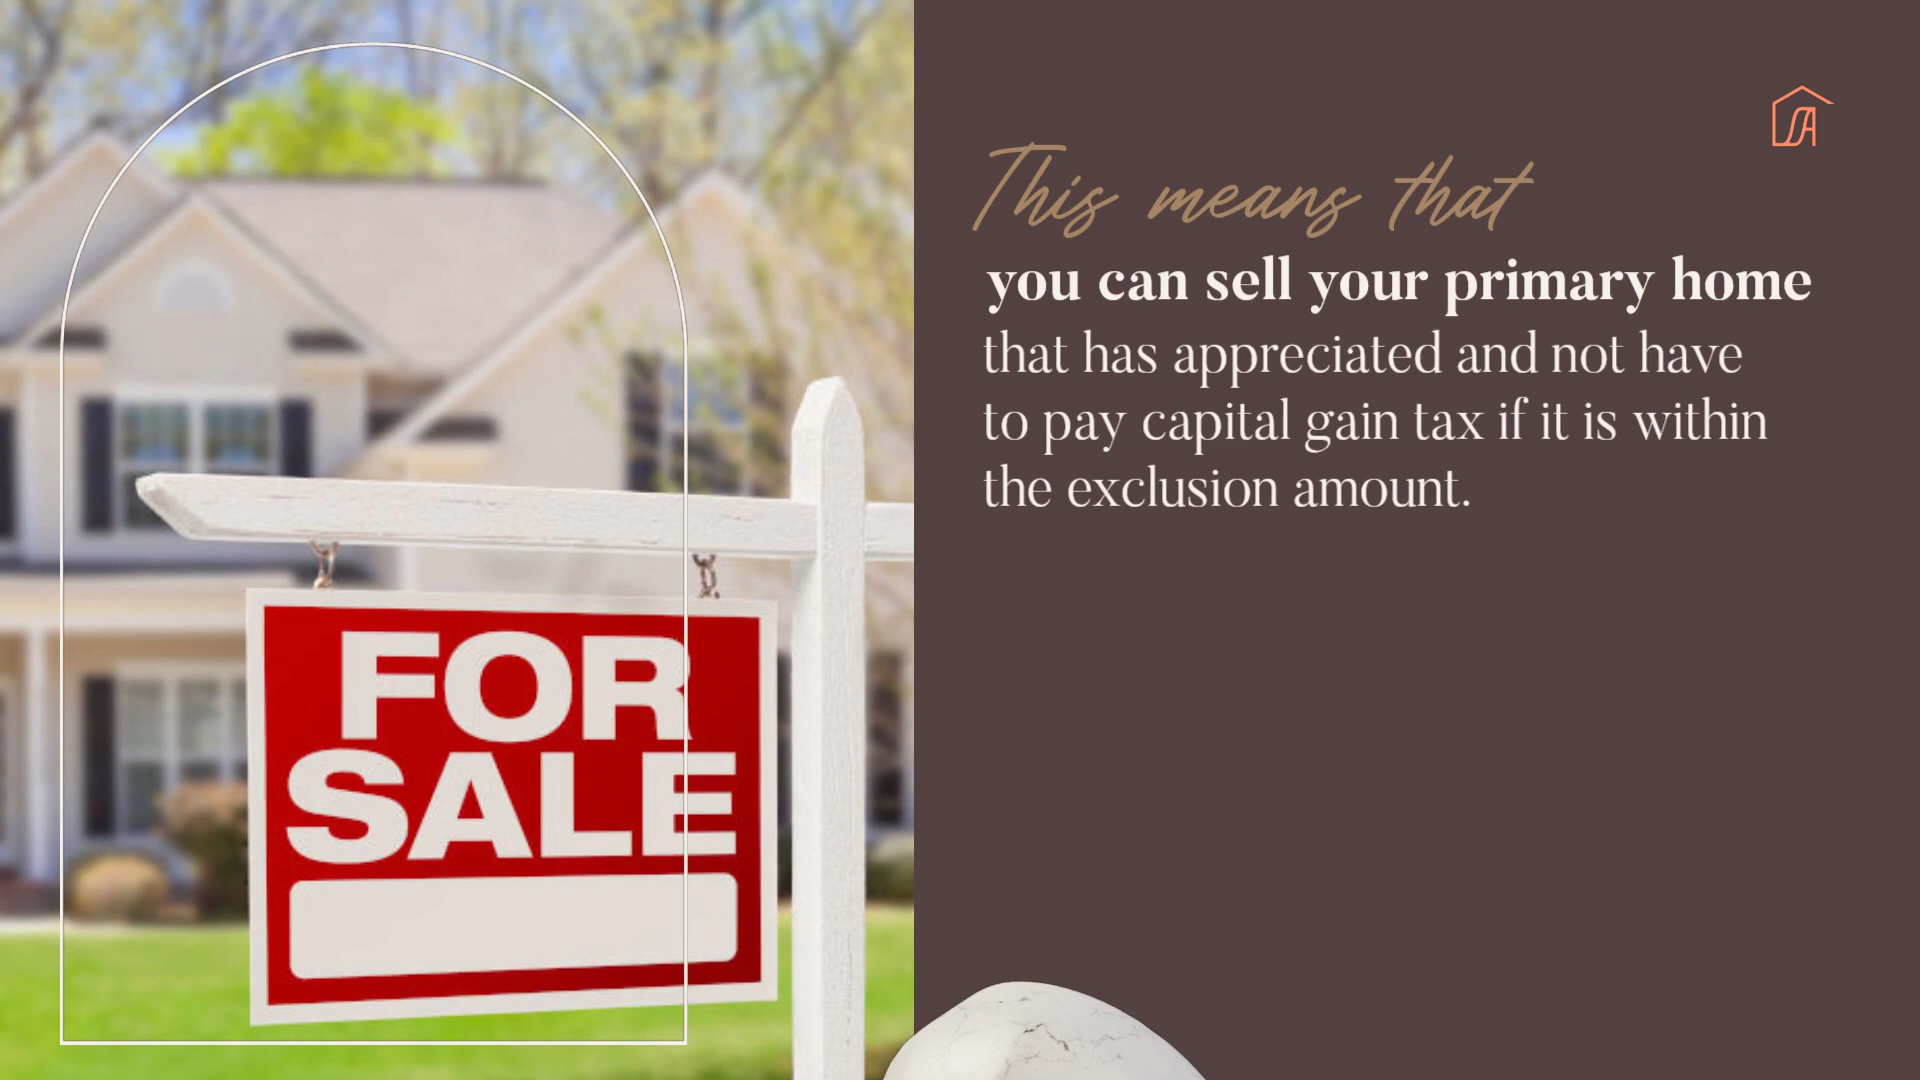 This means that
you can sell your primary home
that has appreciated and not have
to pay capital gain tax if it is within
the exclusion amount.
FOR
SALE